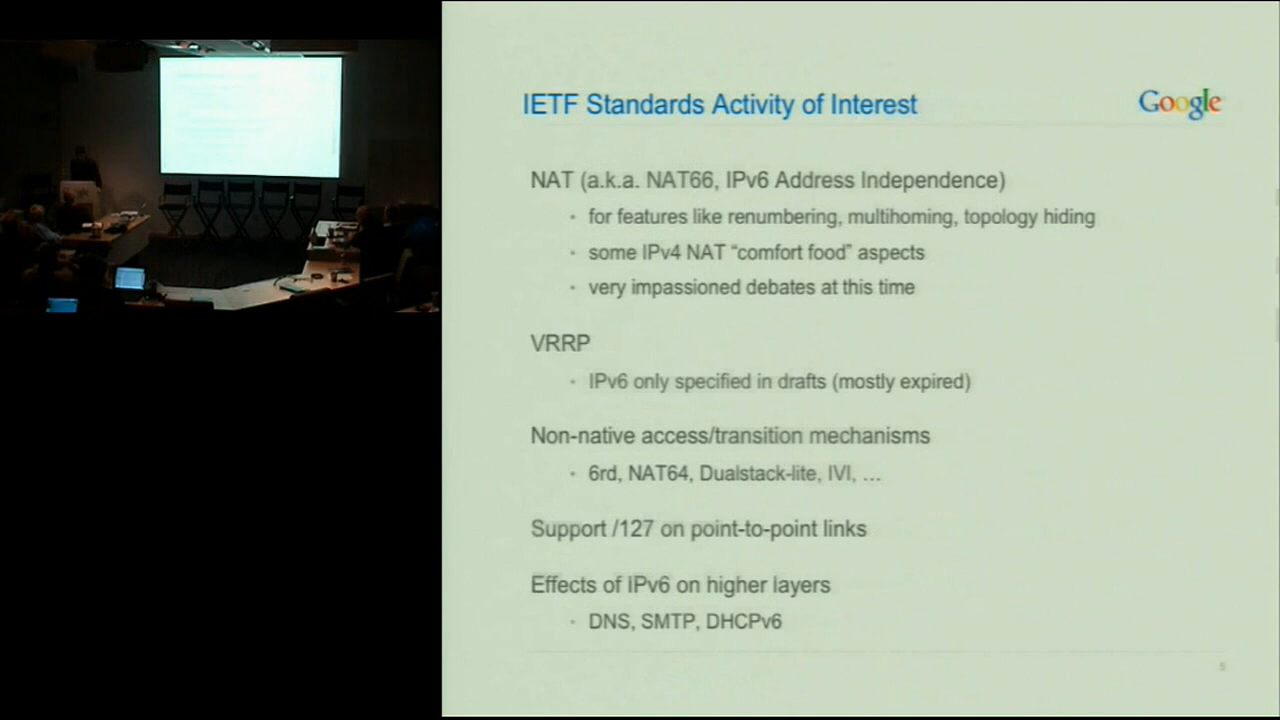 IETF Standards Activity of Interest
Google
NAT (a.k.a. NAT66, IPv6 Address Independence)
· for features like renumbering, multihoming, topology hiding
· some IPv4 NAT “comfort food” aspects
· very impassioned debates at this time
VRRP
· IPv6 only specified in drafts (mostly expired)
Non-native access/transition mechanisms
· 6rd, NAT64, Dualstack-lite, IVI, …
Support /127 on point-to-point links
Effects of IPv6 on higher layers
· DNS, SMTP, DHCPv6
5